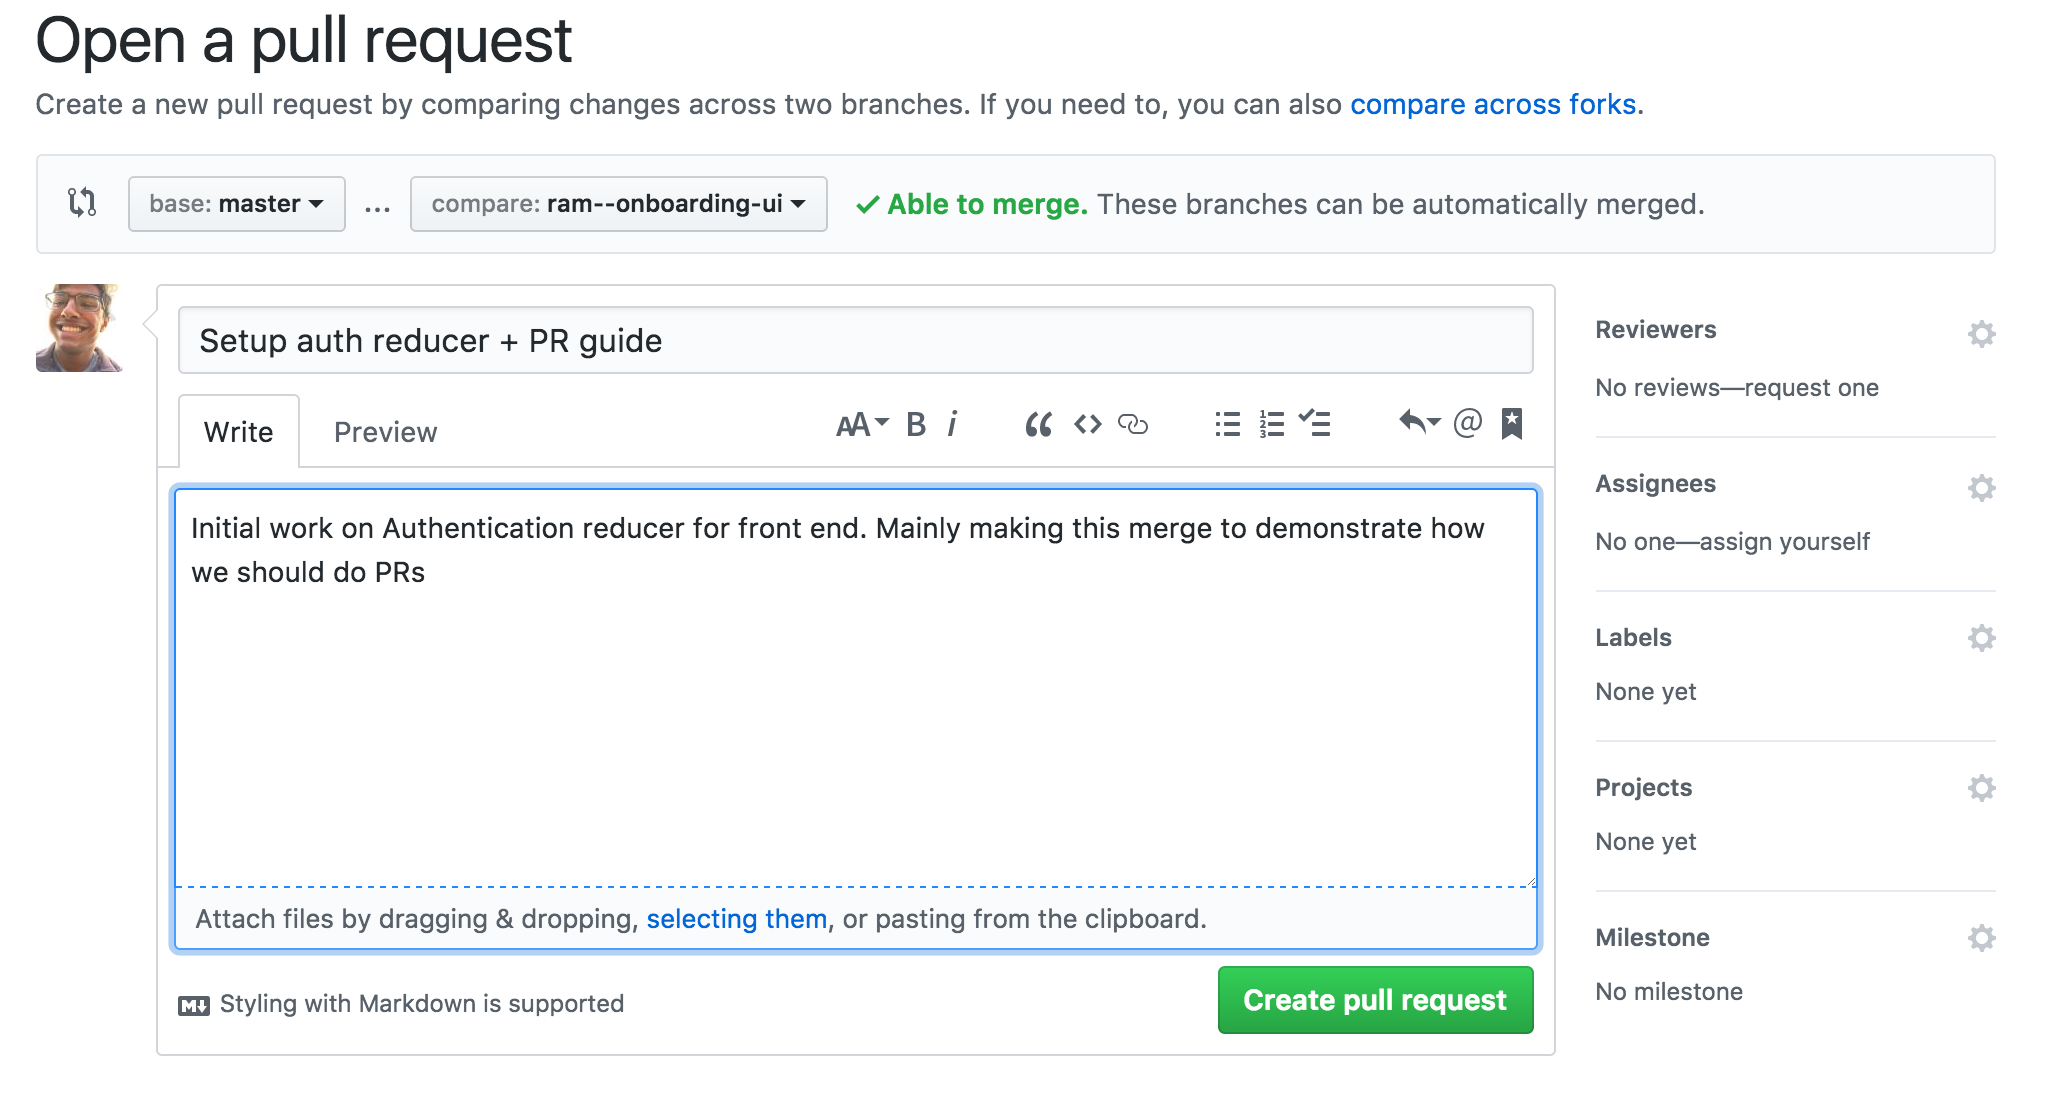 Open a pull request
Create a new pull request by comparing changes across two branches. If you need to, you can also compare across forks.
base: master ... compare: ram--onboarding-ui Able to merge. These branches can be automatically merged.
Setup auth reducer + PR guide
Write Preview AA B i
Initial work on Authentication reducer for front end. Mainly making this merge to demonstrate how
we should do PRs
Attach files by dragging & dropping, selecting them, or pasting from the clipboard.
Styling with Markdown is supported
Create pull request
Reviewers
No reviews—request one
Assignees
No one—assign yourself
Labels
None yet
Projects
None yet
Milestone
No milestone